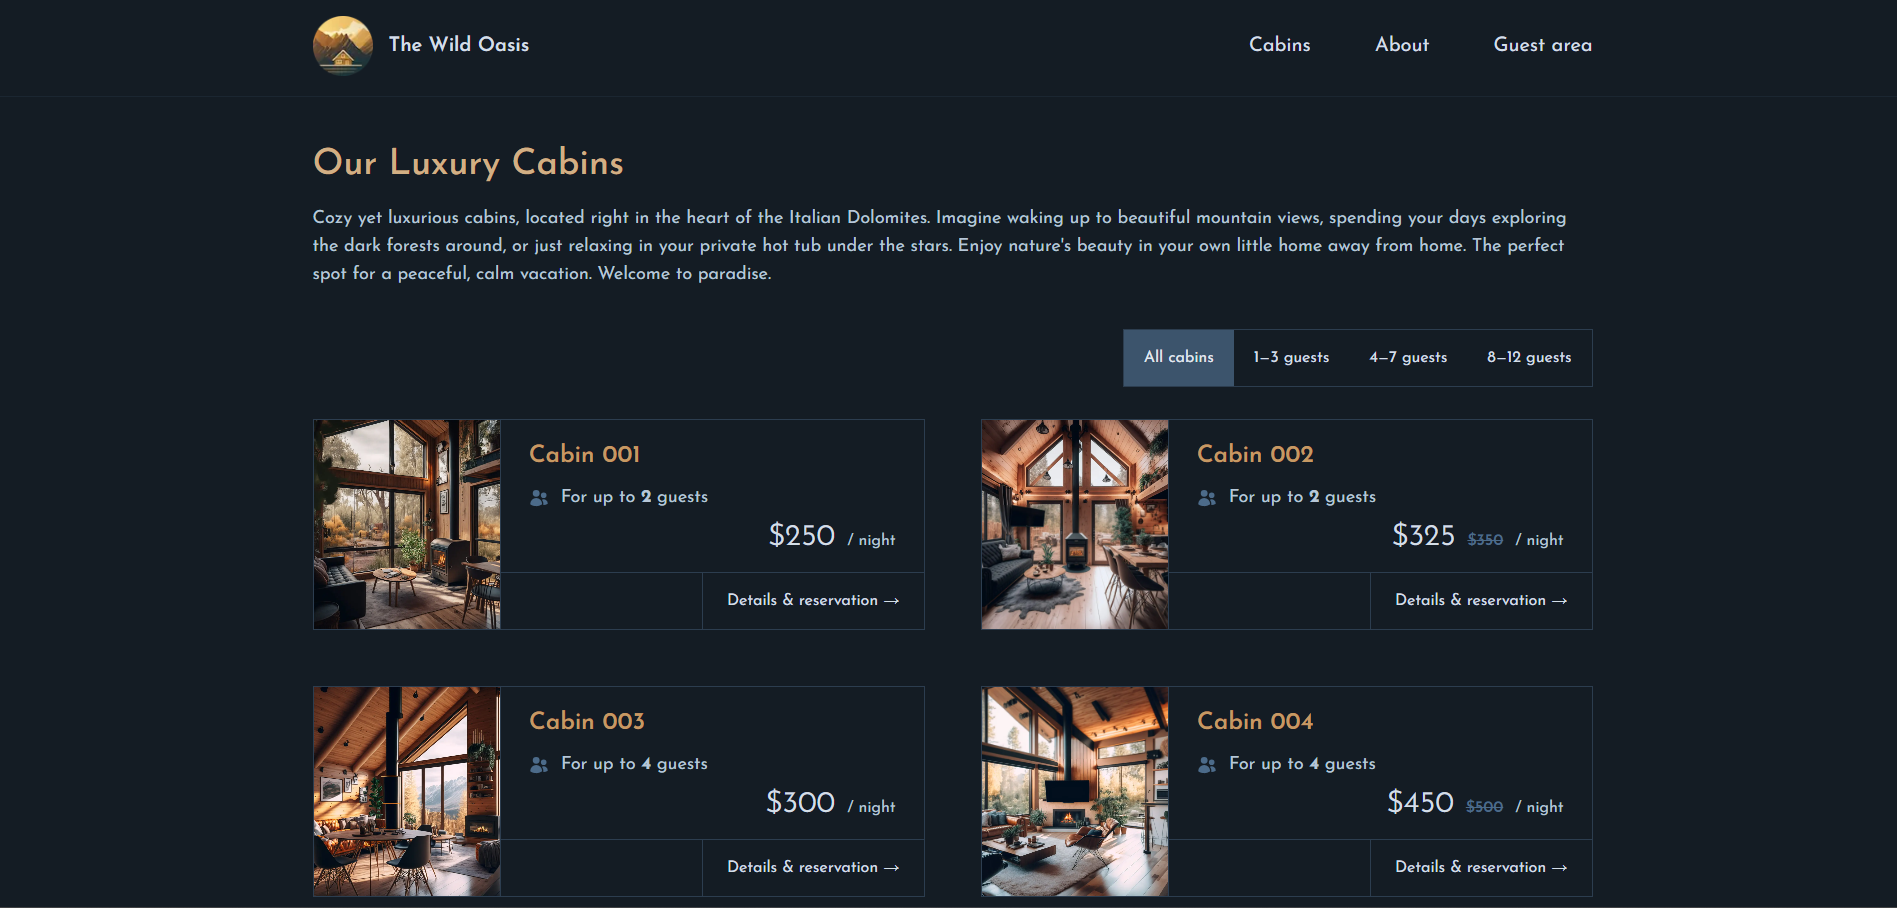 The Wild Oasis
Cabins
About
Guest area
Our Luxury Cabins
Cozy yet luxurious cabins, located right in the heart of the Italian Dolomites. Imagine waking up to beautiful mountain views, spending your days exploring
the dark forests around, or just relaxing in your private hot tub under the stars. Enjoy nature's beauty in your own little home away from home. The perfect
spot for a peaceful, calm vacation. Welcome to paradise.
All cabins
1—3 guests
4—7 guests
8—12 guests
Cabin 001
For up to 2 guests
$250 / night
Details & reservation →
Cabin 002
For up to 2 guests
$325 $350 / night
Details & reservation →
Cabin 003
For up to 4 guests
$300 / night
Details & reservation →
Cabin 004
For up to 4 guests
$450 $500 / night
Details & reservation →